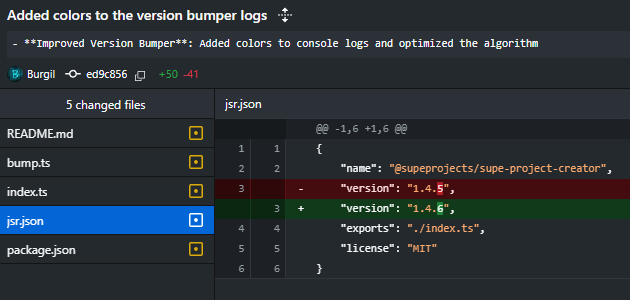 Added colors to the version bumper logs
- **Improved Version Bumper**: Added colors to console logs and optimized the algorithm
Burgil ed9c856 +50 -41
5 changed files
README.md
bump.ts
index.ts
jsr.json
package.json
jsr.json
@@ -1,6 +1,6 @@
1 1 {
2 2 "name": "@supeprojects/supe-project-creator",
3 - "version": "1.4.5",
3 + "version": "1.4.6",
4 4 "exports": "./index.ts",
5 5 "license": "MIT"
6 6 }